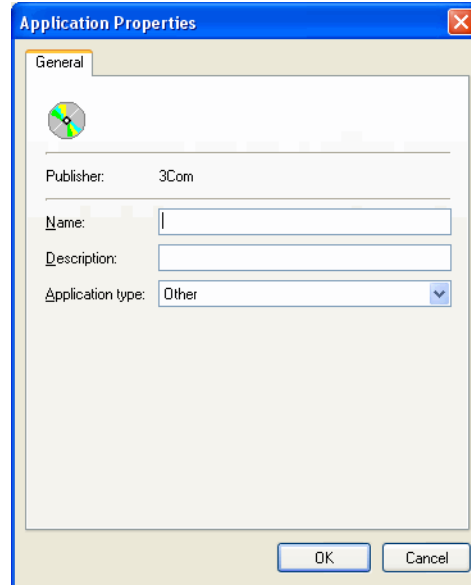 Application Properties
General
Publisher: 3Com
Name:
Description:
Application type: Other
OK Cancel